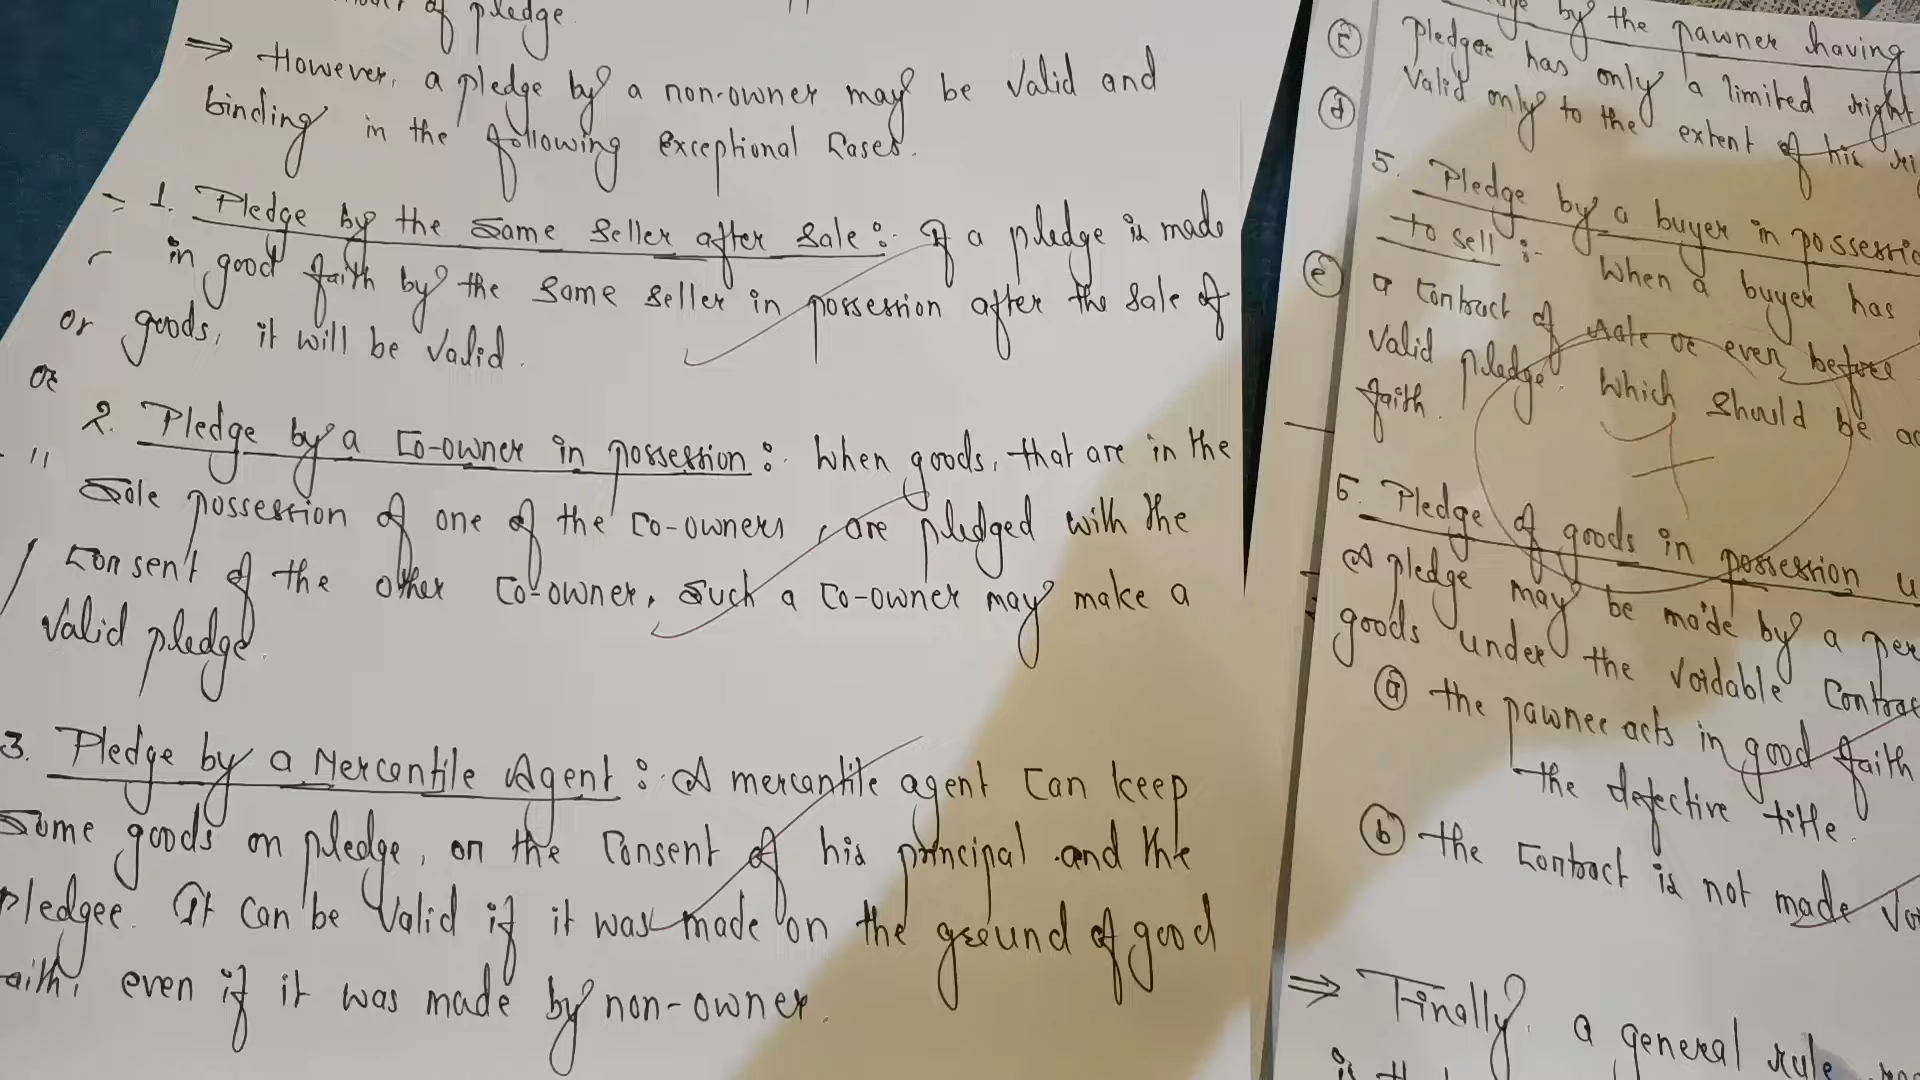 of pledge.
⇒ However, a pledge by a non-owner may be valid and
binding in the following exceptional cases.
1. Pledge by the same seller after sale :- If a pledge is made
in good faith by the same seller in possession after the sale of
or goods, it will be valid.
or
2. Pledge by a co-owner in possession :- When goods, that are in the
"
sole possession of one of the co-owners, are pledged with the
consent of the other co-owner, such a co-owner may make a
valid pledge.
3. Pledge by a Mercantile Agent :- A mercantile agent can keep
some goods on pledge, on the consent of his principal and the
pledgee. It can be valid if it was made on the ground of good
aith, even if it was made by non-owner.
by the pawner having
c pledgee has only a limited right
d valid only to the extent of his
5. Pledge by a buyer in possessio
to sell :- When a buyer has
e a contract of sale or even before
valid pledge. Which should be
faith.
6. Pledge of goods in possession u
A pledge may be made by a per
goods under the voidable contrac
a the pawnee acts in good faith
the defective title.
b the contract is not made vo
⇒ Finally, a general rule
is